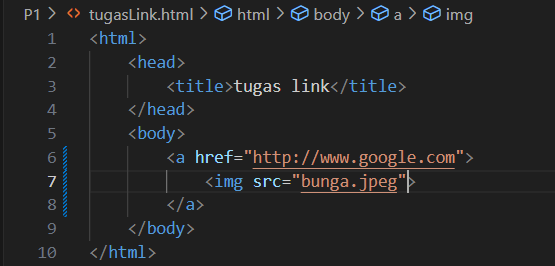 P1 > <> tugasLink.html > html > body > a > img
1 <html>
2     <head>
3         <title>tugas link</title>
4     </head>
5     <body>
6         <a href="http://www.google.com">
7             <img src="bunga.jpeg">
8         </a>
9     </body>
10 </html>